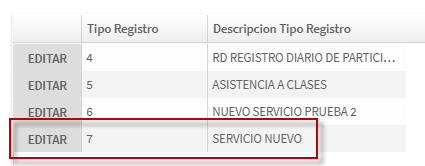 Tipo Registro Descripcion Tipo Registro
EDITAR 4 RD REGISTRO DIARIO DE PARTICI...
EDITAR 5 ASISTENCIA A CLASES
EDITAR 6 NUEVO SERVICIO PRUEBA 2
EDITAR 7 SERVICIO NUEVO